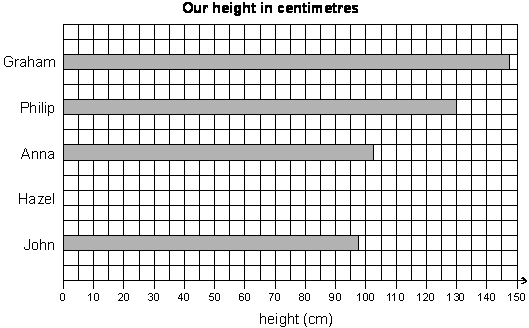 Our height in centimetres
Graham
Philip
Anna
Hazel
John
0 10 20 30 40 50 60 70 80 90 100 110 120 130 140 150
height (cm)